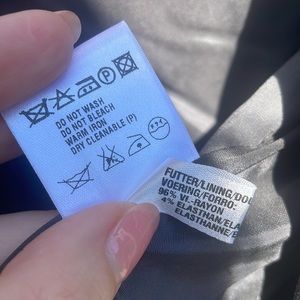 DO NOT WASH
DO NOT BLEACH
WARM IRON
DRY CLEANABLE (P)
FUTTER/LINING/DOU
VOERING/FORRO:
96% VI.-RAYON
4% ELASTHAN/ELA
ELASTHANNE/E